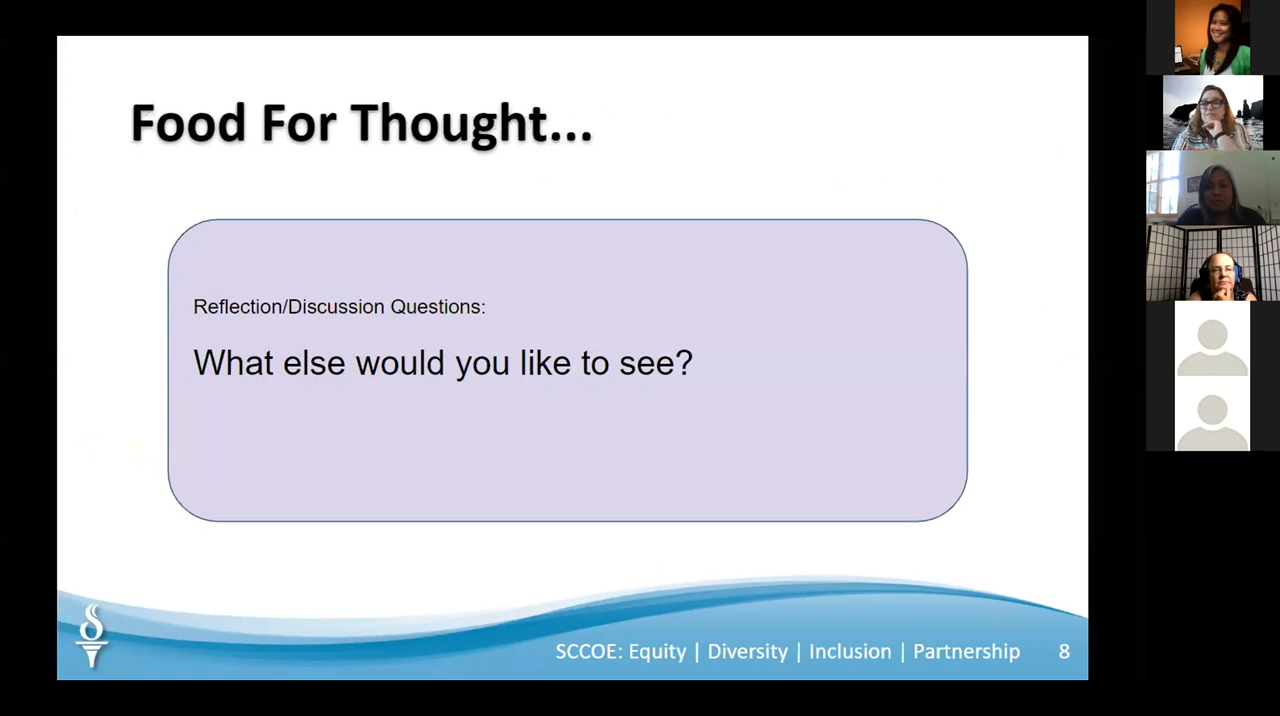 Food For Thought...
Reflection/Discussion Questions:
What else would you like to see?
SCCOE: Equity | Diversity | Inclusion | Partnership 8